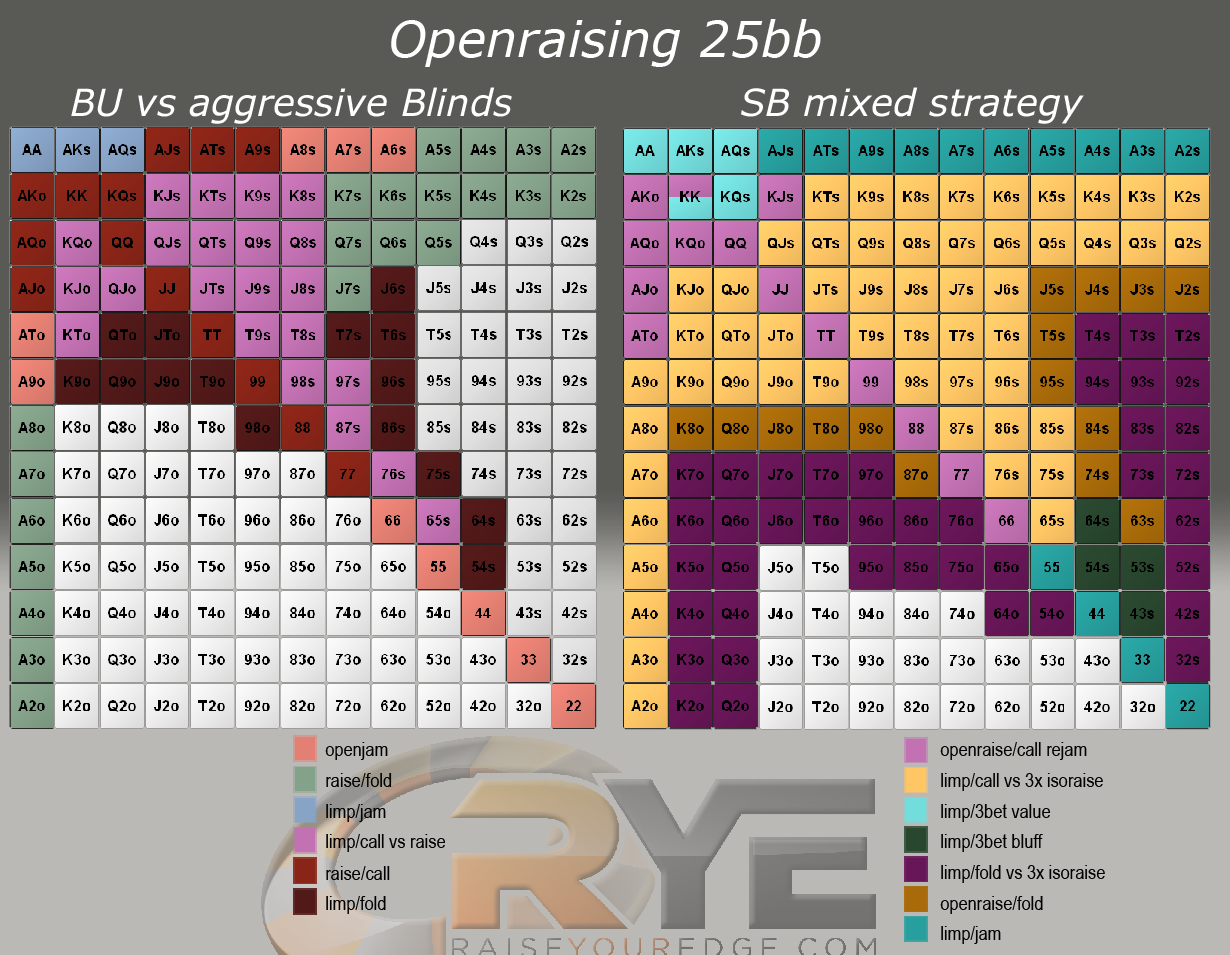 Openraising 25bb
BU vs aggressive Blinds
SB mixed strategy
AA AKs AQs AJs ATs A9s A8s A7s A6s A5s A4s A3s A2s
AKo KK KQs KJs KTs K9s K8s K7s K6s K5s K4s K3s K2s
AQo KQo QQ QJs QTs Q9s Q8s Q7s Q6s Q5s Q4s Q3s Q2s
AJo KJo QJo JJ JTs J9s J8s J7s J6s J5s J4s J3s J2s
ATo KTo QTo JTo TT T9s T8s T7s T6s T5s T4s T3s T2s
A9o K9o Q9o J9o T9o 99 98s 97s 96s 95s 94s 93s 92s
A8o K8o Q8o J8o T8o 98o 88 87s 86s 85s 84s 83s 82s
A7o K7o Q7o J7o T7o 97o 87o 77 76s 75s 74s 73s 72s
A6o K6o Q6o J6o T6o 96o 86o 76o 66 65s 64s 63s 62s
A5o K5o Q5o J5o T5o 95o 85o 75o 65o 55 54s 53s 52s
A4o K4o Q4o J4o T4o 94o 84o 74o 64o 54o 44 43s 42s
A3o K3o Q3o J3o T3o 93o 83o 73o 63o 53o 43o 33 32s
A2o K2o Q2o J2o T2o 92o 82o 72o 62o 52o 42o 32o 22
AA AKs AQs AJs ATs A9s A8s A7s A6s A5s A4s A3s A2s
AKo KK KQs KJs KTs K9s K8s K7s K6s K5s K4s K3s K2s
AQo KQo QQ QJs QTs Q9s Q8s Q7s Q6s Q5s Q4s Q3s Q2s
AJo KJo QJo JJ JTs J9s J8s J7s J6s J5s J4s J3s J2s
ATo KTo QTo JTo TT T9s T8s T7s T6s T5s T4s T3s T2s
A9o K9o Q9o J9o T9o 99 98s 97s 96s 95s 94s 93s 92s
A8o K8o Q8o J8o T8o 98o 88 87s 86s 85s 84s 83s 82s
A7o K7o Q7o J7o T7o 97o 87o 77 76s 75s 74s 73s 72s
A6o K6o Q6o J6o T6o 96o 86o 76o 66 65s 64s 63s 62s
A5o K5o Q5o J5o T5o 95o 85o 75o 65o 55 54s 53s 52s
A4o K4o Q4o J4o T4o 94o 84o 74o 64o 54o 44 43s 42s
A3o K3o Q3o J3o T3o 93o 83o 73o 63o 53o 43o 33 32s
A2o K2o Q2o J2o T2o 92o 82o 72o 62o 52o 42o 32o 22
openjam
raise/fold
limp/jam
limp/call vs raise
raise/call
limp/fold
openraise/call rejam
limp/call vs 3x isoraise
limp/3bet value
limp/3bet bluff
limp/fold vs 3x isoraise
openraise/fold
limp/jam
RYE
RAISEYOUREDGE.COM